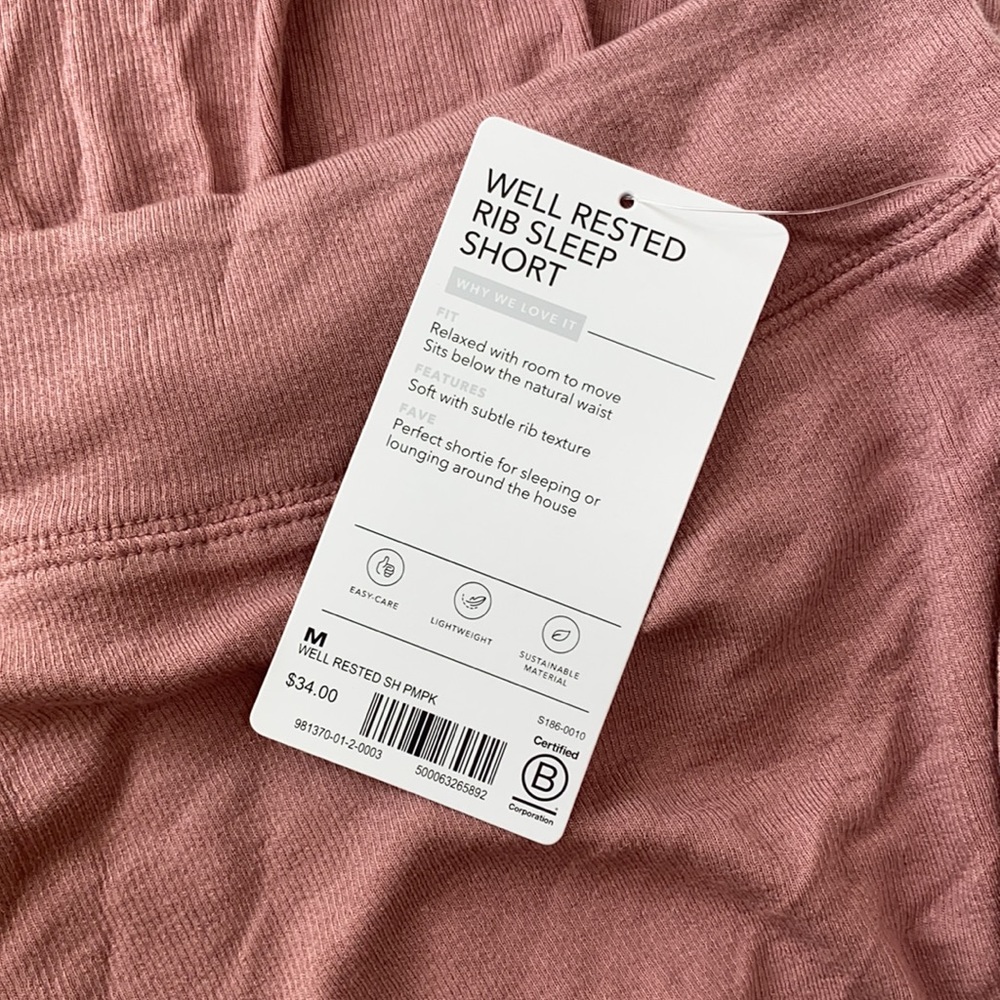 WELL RESTED
RIB SLEEP
SHORT
WHY WE LOVE IT
FIT
Relaxed with room to move
Sits below the natural waist
FEATURES
Soft with subtle rib texture
FAVE
Perfect shortie for sleeping or
lounging around the house
EASY-CARE
LIGHTWEIGHT
SUSTAINABLE
MATERIAL
M
WELL RESTED SH PMPK
$34.00
S186-0010
981370-01-2-0003
500063265892
Certified
B
Corporation